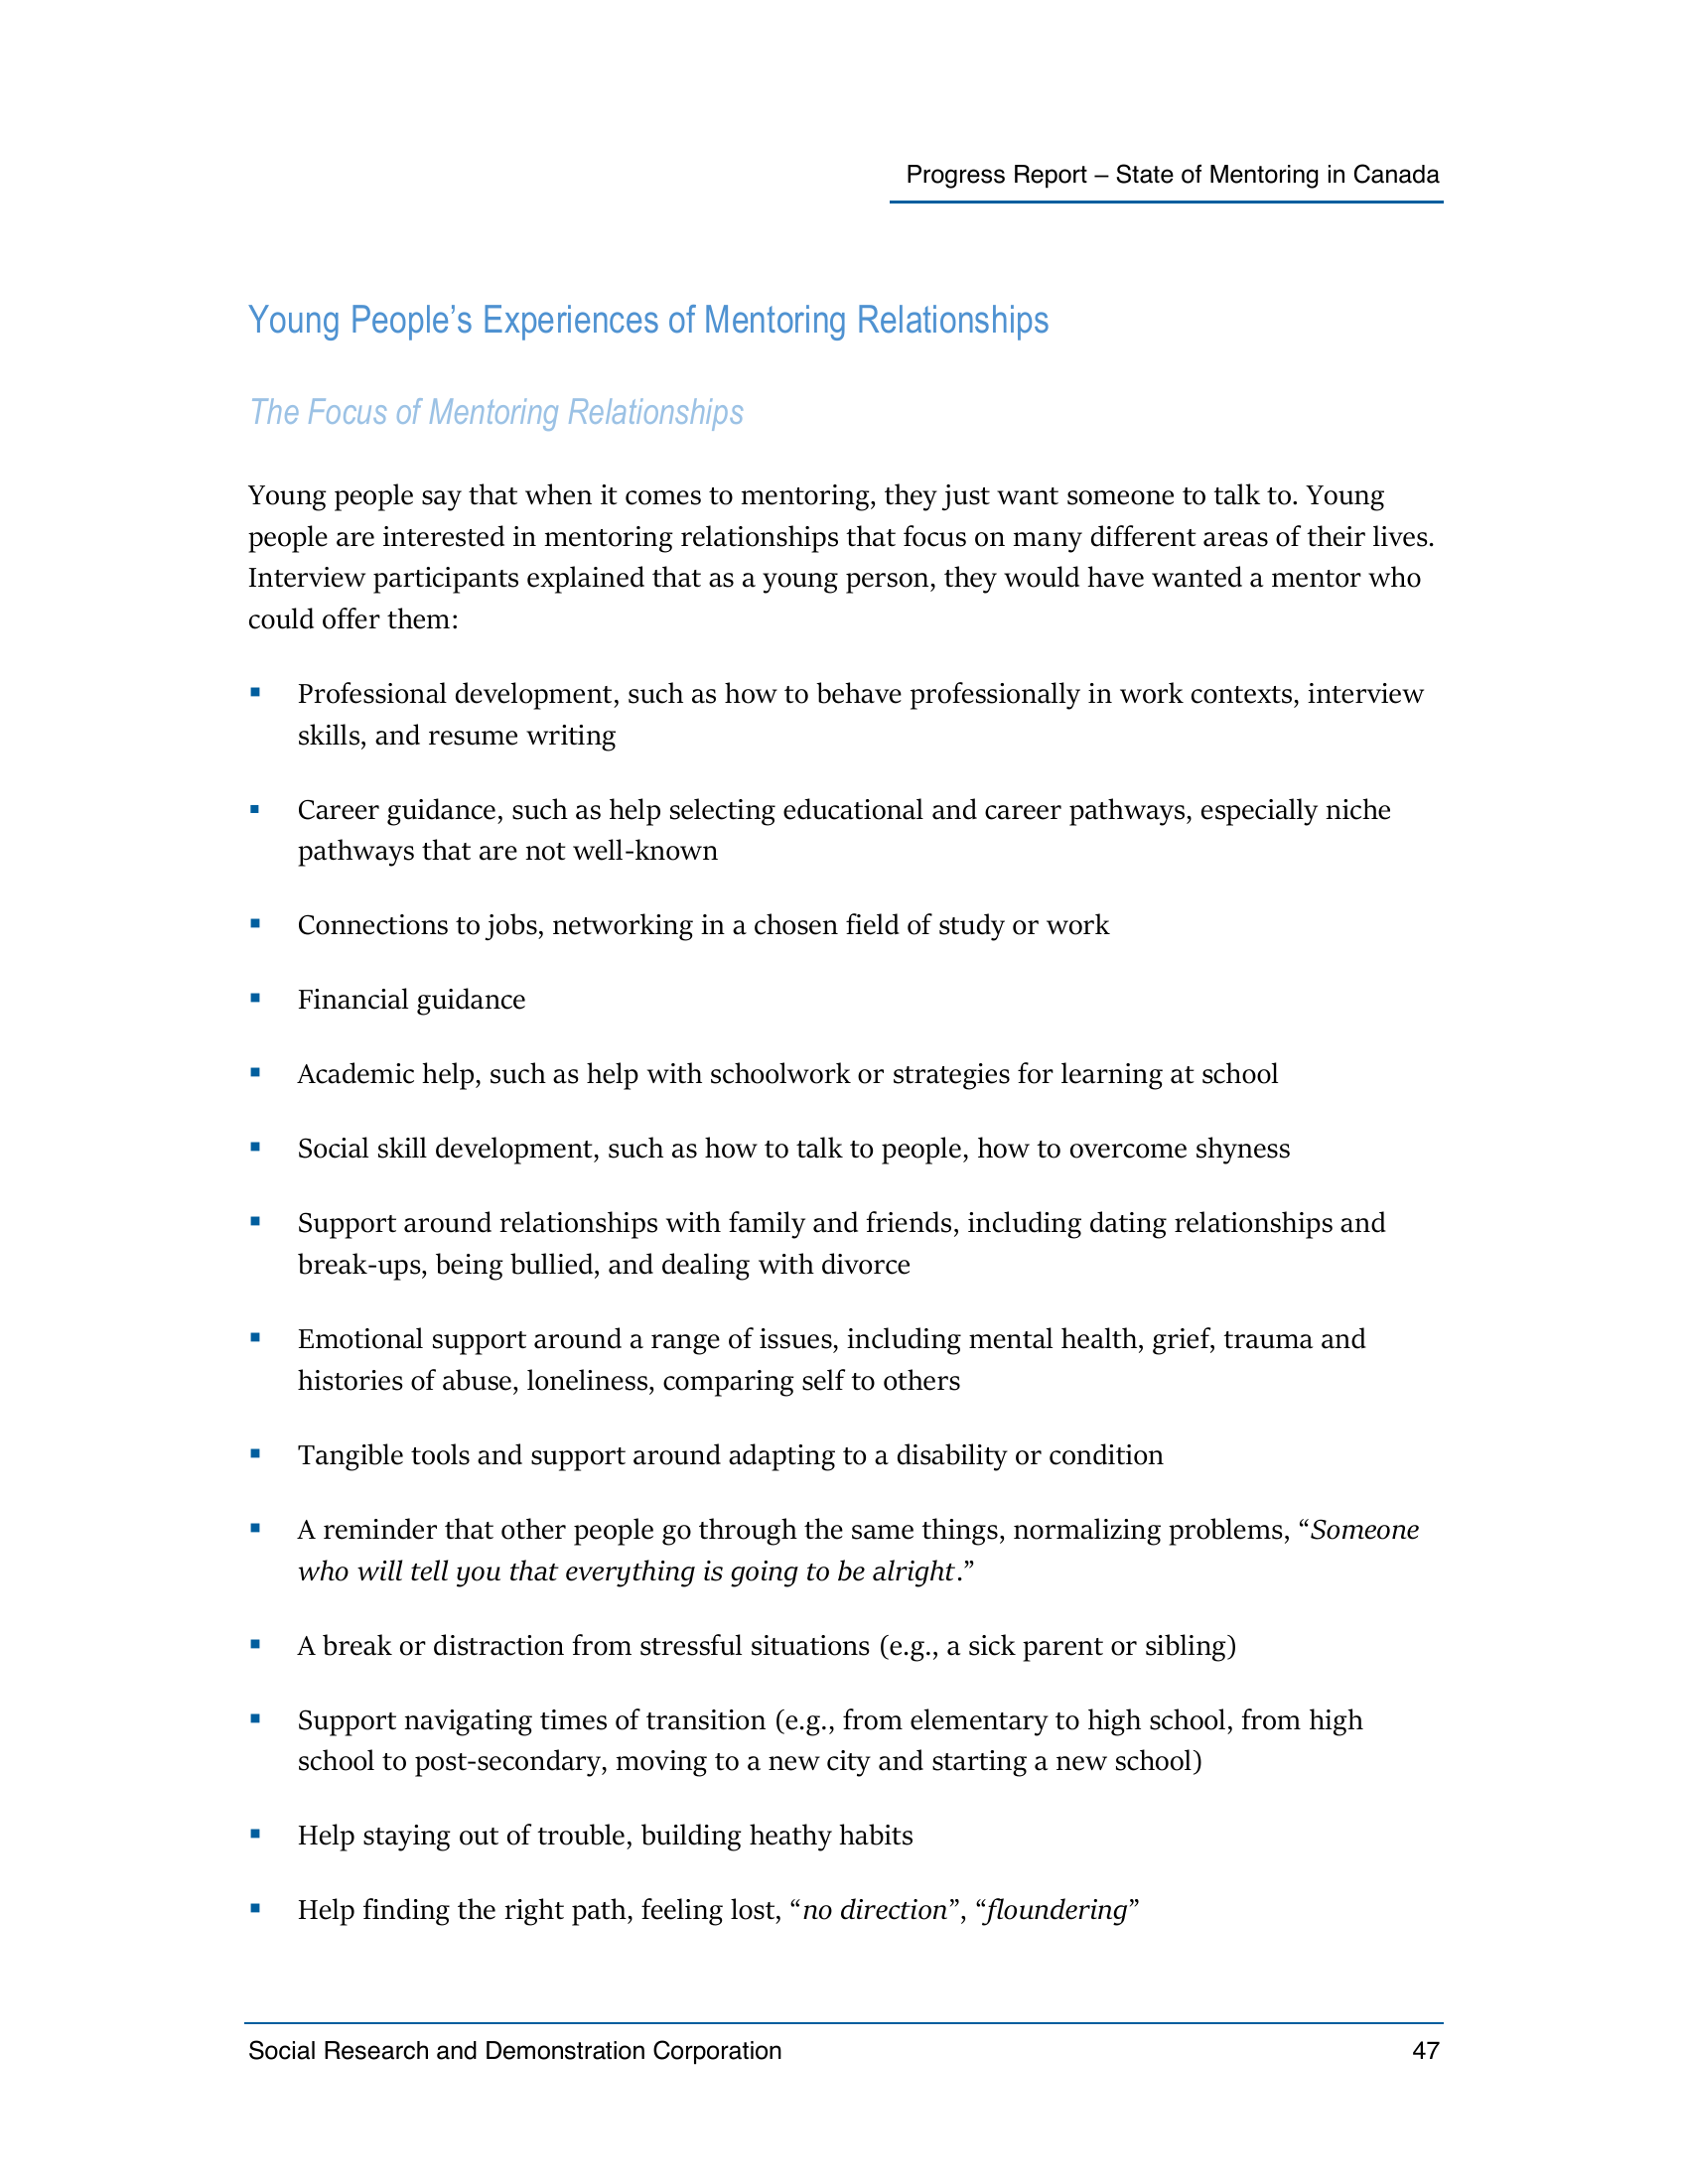 Progress Report – State of Mentoring in Canada
Young People’s Experiences of Mentoring Relationships
The Focus of Mentoring Relationships
Young people say that when it comes to mentoring, they just want someone to talk to. Young
people are interested in mentoring relationships that focus on many different areas of their lives.
Interview participants explained that as a young person, they would have wanted a mentor who
could offer them:
▪ Professional development, such as how to behave professionally in work contexts, interview
skills, and resume writing
▪ Career guidance, such as help selecting educational and career pathways, especially niche
pathways that are not well-known
▪ Connections to jobs, networking in a chosen field of study or work
▪ Financial guidance
▪ Academic help, such as help with schoolwork or strategies for learning at school
▪ Social skill development, such as how to talk to people, how to overcome shyness
▪ Support around relationships with family and friends, including dating relationships and
break-ups, being bullied, and dealing with divorce
▪ Emotional support around a range of issues, including mental health, grief, trauma and
histories of abuse, loneliness, comparing self to others
▪ Tangible tools and support around adapting to a disability or condition
▪ A reminder that other people go through the same things, normalizing problems, “Someone
who will tell you that everything is going to be alright.”
▪ A break or distraction from stressful situations (e.g., a sick parent or sibling)
▪ Support navigating times of transition (e.g., from elementary to high school, from high
school to post-secondary, moving to a new city and starting a new school)
▪ Help staying out of trouble, building heathy habits
▪ Help finding the right path, feeling lost, “no direction”, “floundering”
Social Research and Demonstration Corporation 47